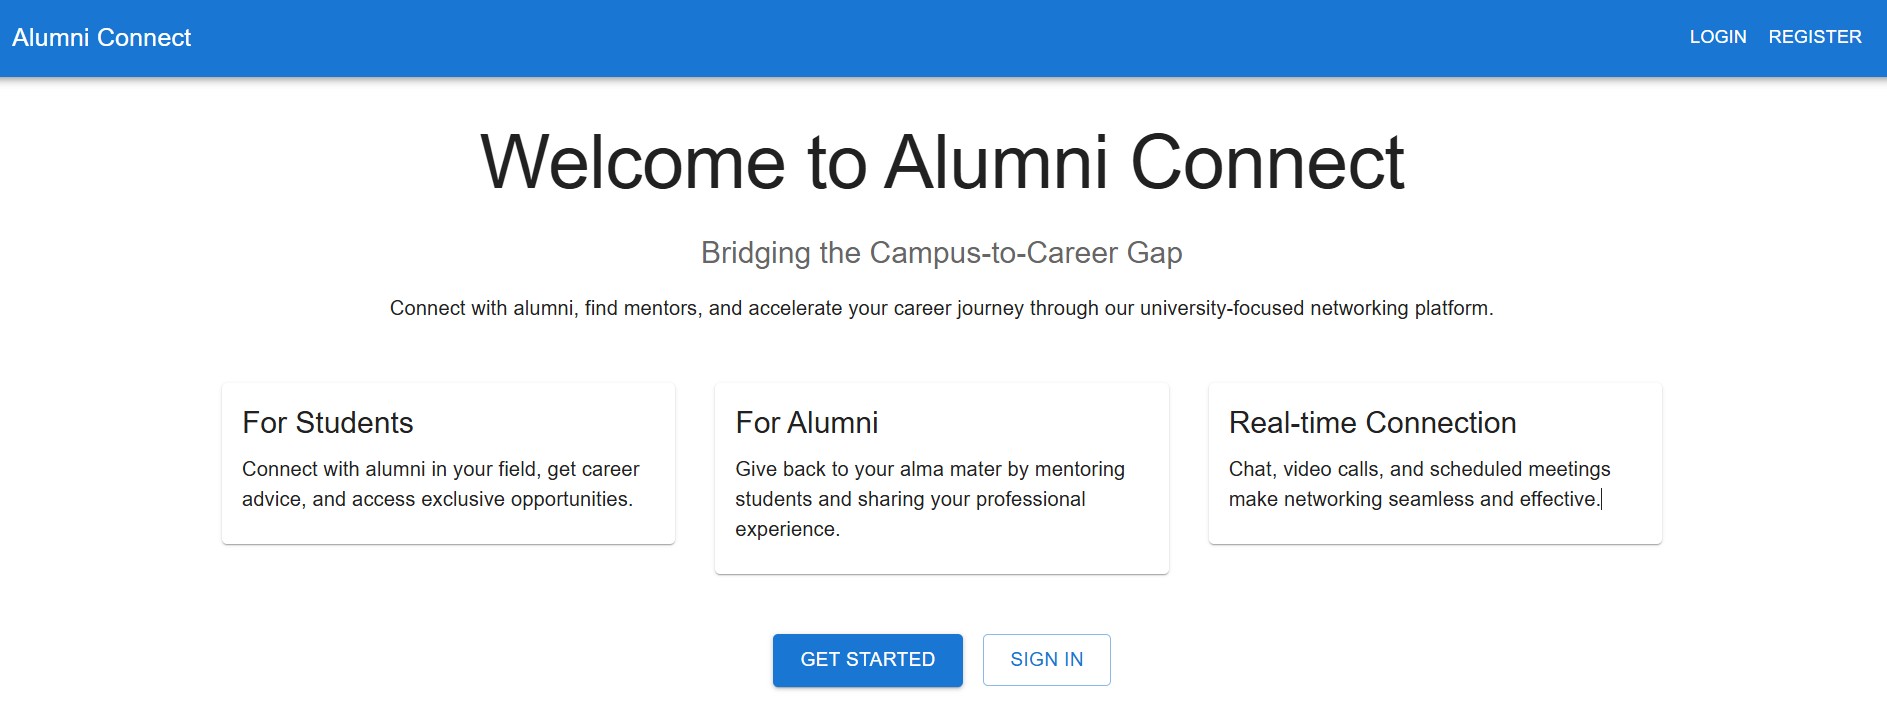 Alumni Connect
LOGIN REGISTER
Welcome to Alumni Connect
Bridging the Campus-to-Career Gap
Connect with alumni, find mentors, and accelerate your career journey through our university-focused networking platform.
For Students
Connect with alumni in your field, get career
advice, and access exclusive opportunities.
For Alumni
Give back to your alma mater by mentoring
students and sharing your professional
experience.
Real-time Connection
Chat, video calls, and scheduled meetings
make networking seamless and effective.
GET STARTED
SIGN IN